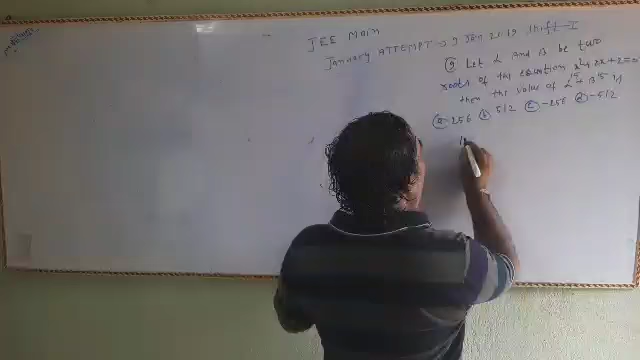 JEE Main
January ATTEMPT - 9 Jan 2019 shift-I
Q Let α and β be two
roots of the equation x²+2x+2=0
then the value of α¹⁵+β¹⁵ is
(a) 256 (b) 512 (c) -256 (d) -512